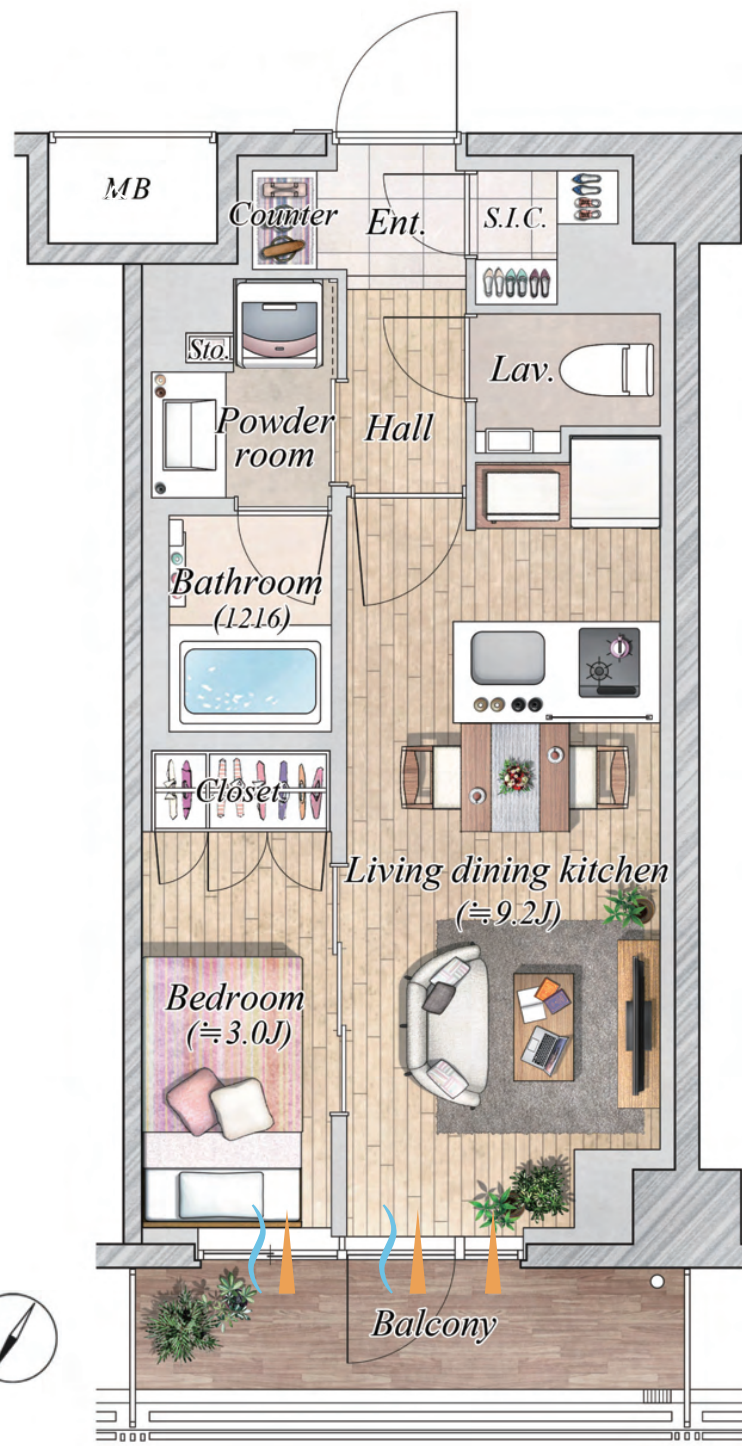 MB
Counter
Ent.
S.I.C.
Sto.
Lav.
Powder
room
Hall
Bathroom
(1216)
Closet
Living dining kitchen
(≒9.2J)
Bedroom
(≒3.0J)
Balcony